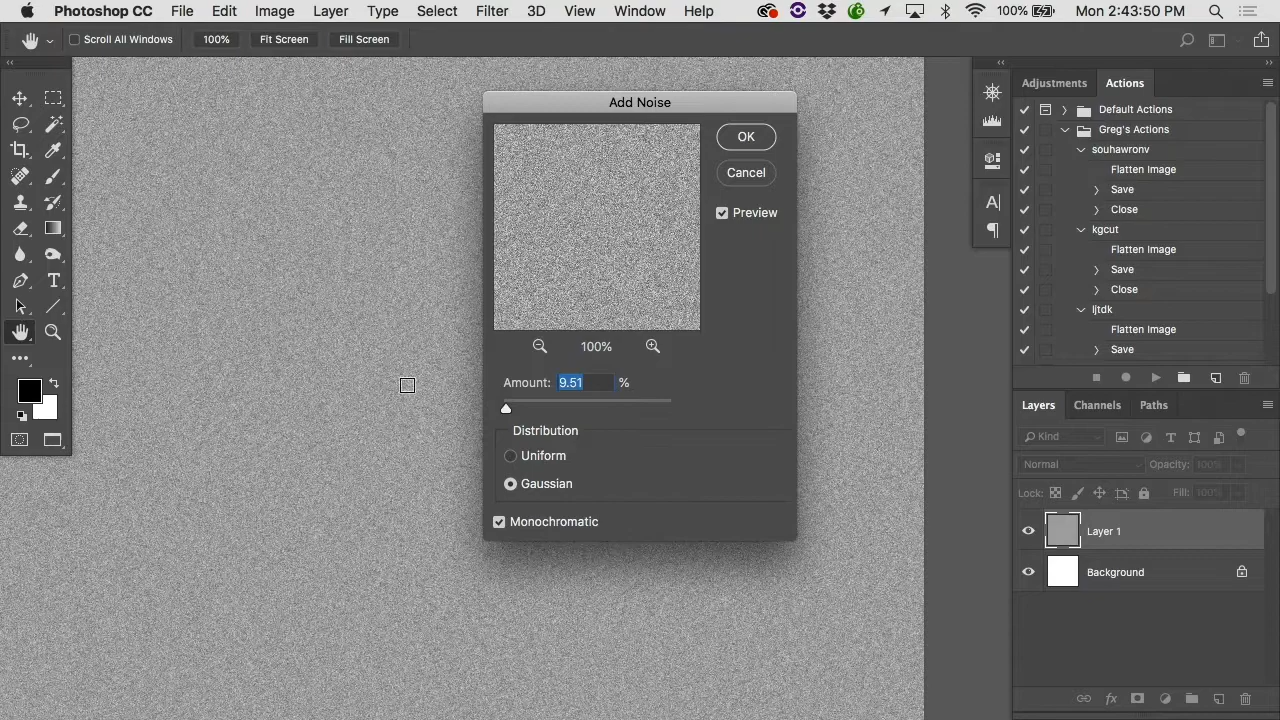 Photoshop CC File Edit Image Layer Type Select Filter 3D View Window Help 100% Mon 2:43:50 PM
Scroll All Windows 100% Fit Screen Fill Screen
Add Noise
OK
Cancel
Preview
100%
Amount: 9.51 %
Distribution
Uniform
Gaussian
Monochromatic
Adjustments Actions
Default Actions
Greg's Actions
souhawronv
Flatten Image
Save
Close
kgcut
Flatten Image
Save
Close
ljtdk
Flatten Image
Save
Layers Channels Paths
Kind
Normal Opacity: 100%
Lock: Fill: 100%
Layer 1
Background